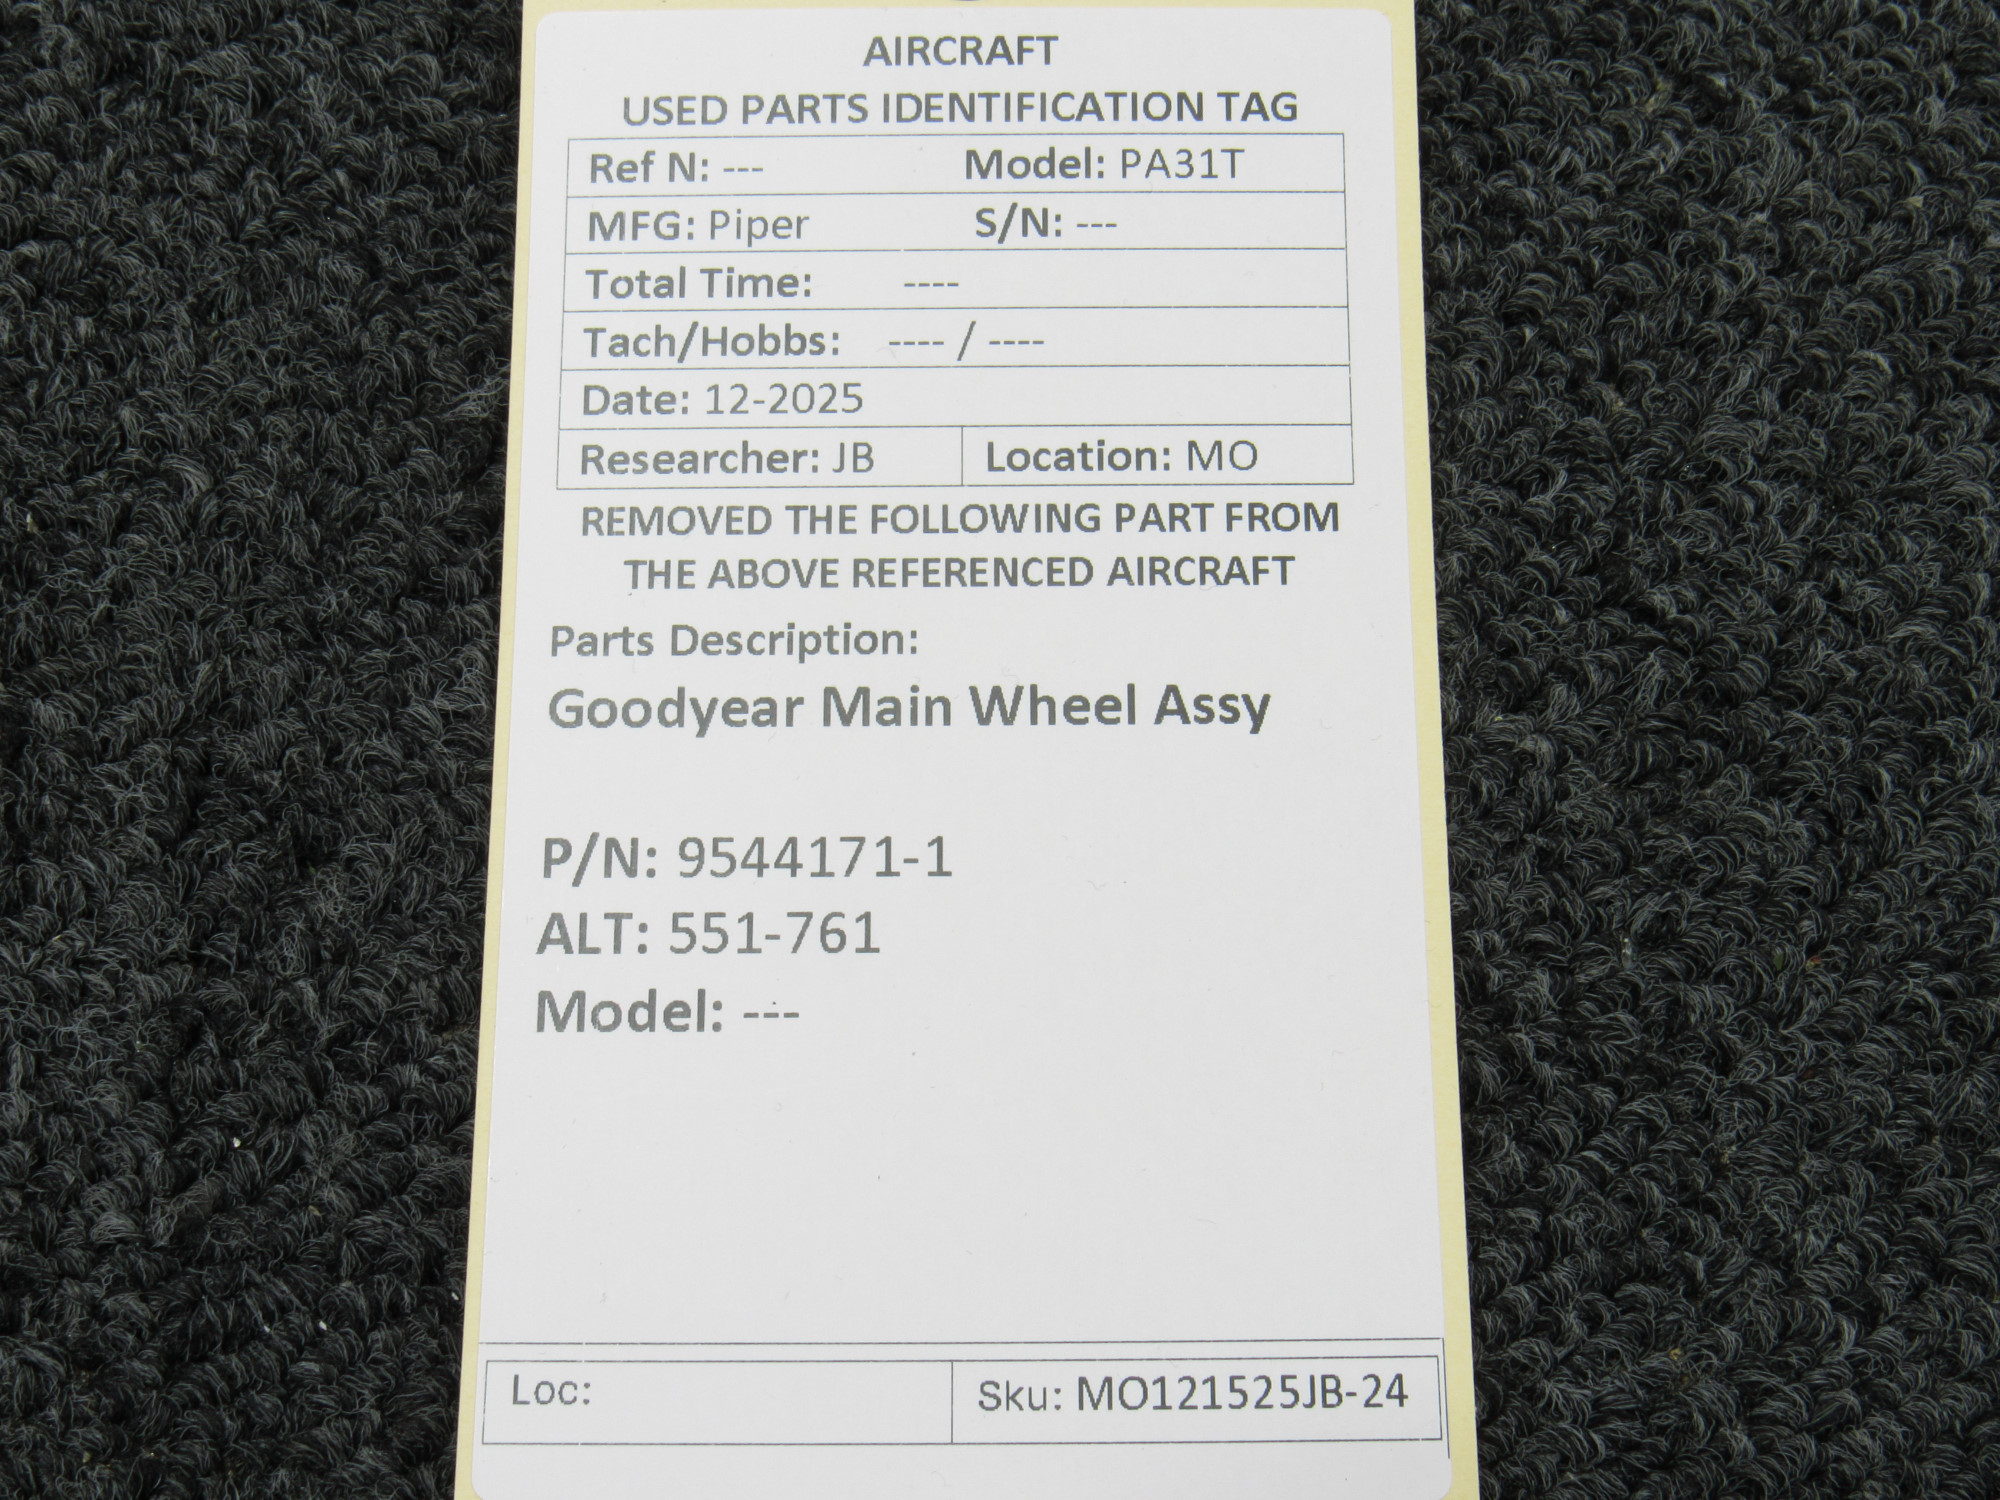 AIRCRAFT
USED PARTS IDENTIFICATION TAG
Ref N: --- Model: PA31T
MFG: Piper S/N: ---
Total Time: ----
Tach/Hobbs: ---- / ----
Date: 12-2025
Researcher: JB Location: MO
REMOVED THE FOLLOWING PART FROM
THE ABOVE REFERENCED AIRCRAFT
Parts Description:
Goodyear Main Wheel Assy
P/N: 9544171-1
ALT: 551-761
Model: ---
Loc: Sku: MO121525JB-24